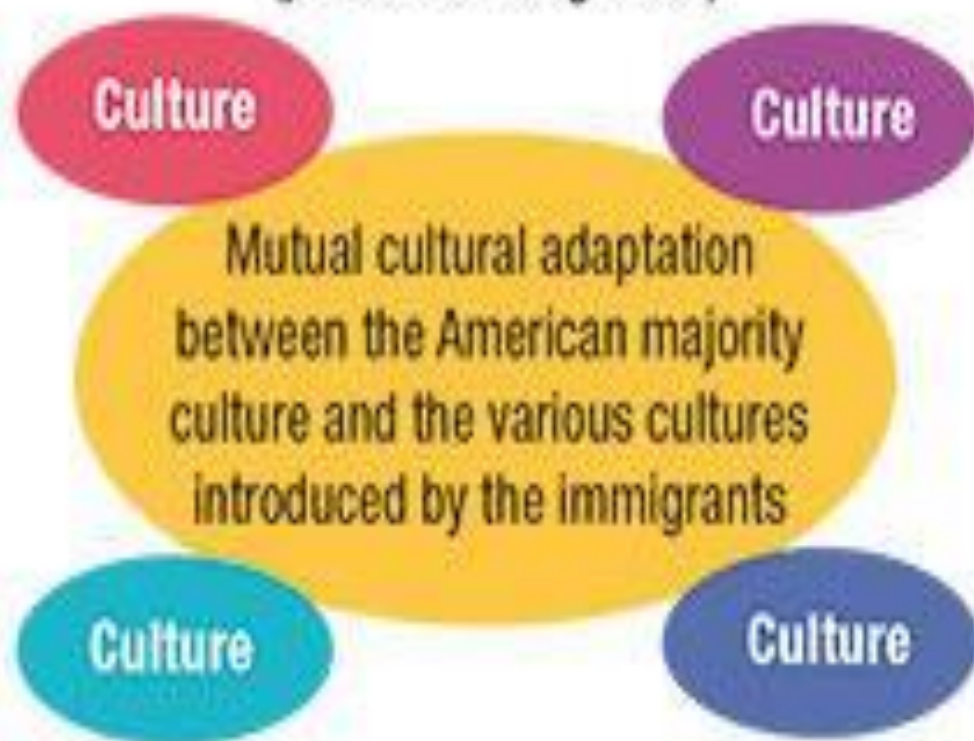 Culture
Culture
Mutual cultural adaptation
between the American majority
culture and the various cultures
introduced by the immigrants
Culture
Culture